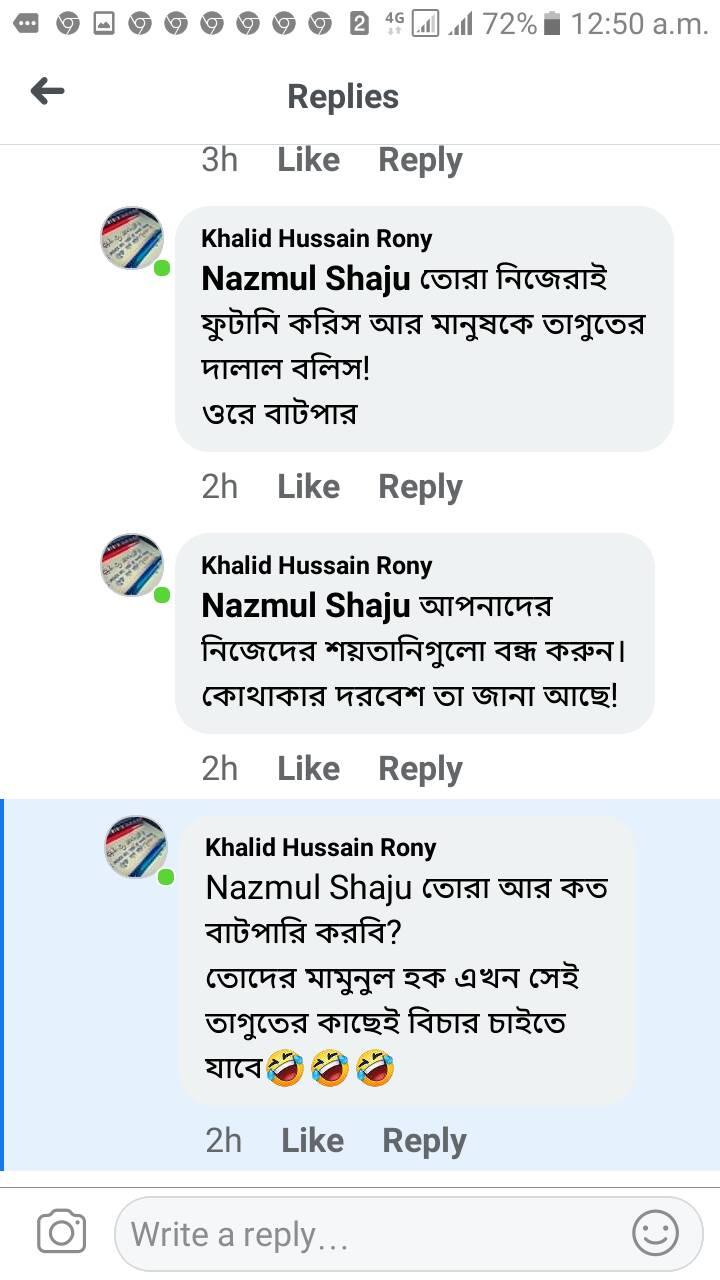 2 4G 72% 12:50 a.m.
Replies
3h Like Reply
Khalid Hussain Rony
Nazmul Shaju তোরা নিজেরাই
ফুটানি করিস আর মানুষকে তাগুতের
দালাল বলিস!
ওরে বাটপার
2h Like Reply
Khalid Hussain Rony
Nazmul Shaju আপনাদের
নিজেদের শয়তানিগুলো বন্ধ করুন।
কোথাকার দরবেশ তা জানা আছে!
2h Like Reply
Khalid Hussain Rony
Nazmul Shaju তোরা আর কত
বাটপারি করবি?
তোদের মামুনুল হক এখন সেই
তাগুতের কাছেই বিচার চাইতে
যাবে🤣🤣🤣
2h Like Reply
Write a reply...